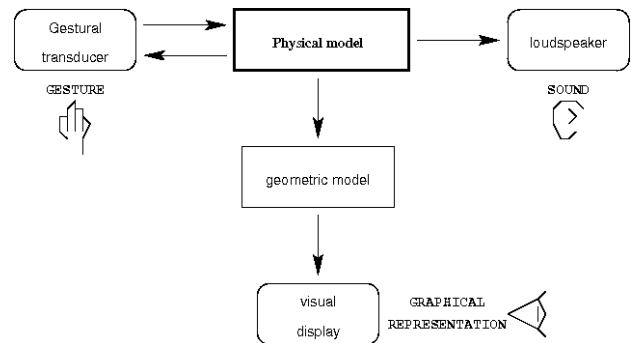 Gestural
transducer
Physical model
loudspeaker
GESTURE
SOUND
geometric model
visual
display
GRAPHICAL
REPRESENTATION